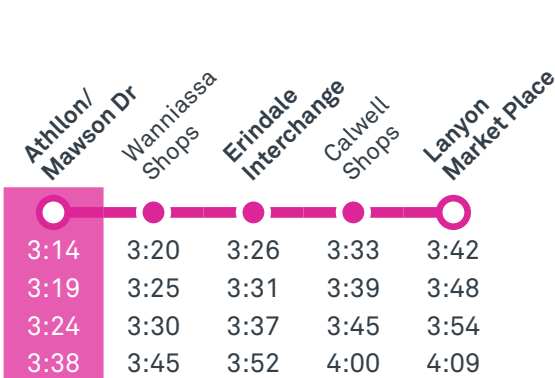 Athllon/
Mawson Dr
Wanniassa
Shops
Erindale
Interchange
Calwell
Shops
Lanyon
Market Place
3:14 3:20 3:26 3:33 3:42
3:19 3:25 3:31 3:39 3:48
3:24 3:30 3:37 3:45 3:54
3:38 3:45 3:52 4:00 4:09